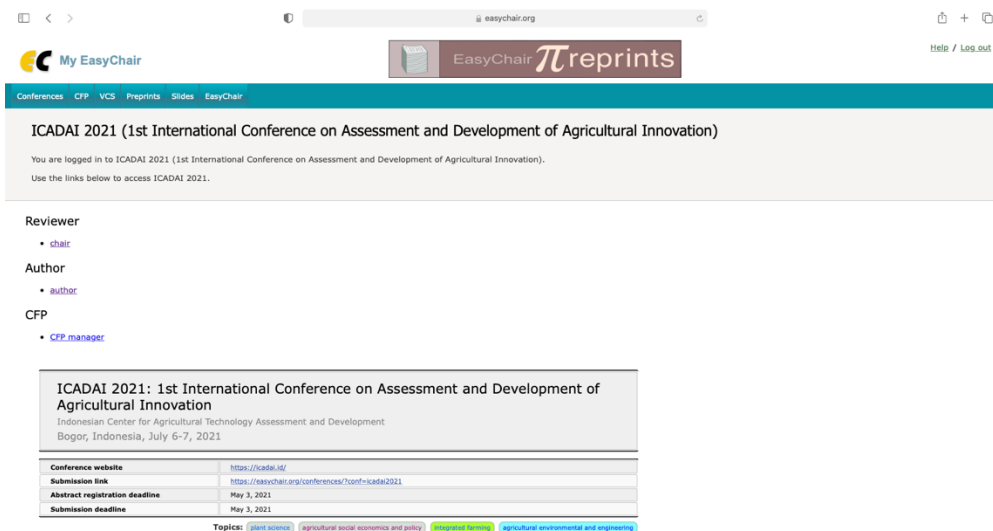 easychair.org
My EasyChair
EasyChair πreprints
Help / Log out
Conferences CFP VCS Preprints Slides EasyChair
ICADAI 2021 (1st International Conference on Assessment and Development of Agricultural Innovation)
You are logged in to ICADAI 2021 (1st International Conference on Assessment and Development of Agricultural Innovation).
Use the links below to access ICADAI 2021.
Reviewer
• chair
Author
• author
CFP
• CFP manager
ICADAI 2021: 1st International Conference on Assessment and Development of
Agricultural Innovation
Indonesian Center for Agricultural Technology Assessment and Development
Bogor, Indonesia, July 6-7, 2021
Conference website https://icadai.id/
Submission link https://easychair.org/conferences/?conf=icadai2021
Abstract registration deadline May 3, 2021
Submission deadline May 3, 2021
Topics: plant science agricultural social economics and policy integrated farming agricultural environmental and engineering